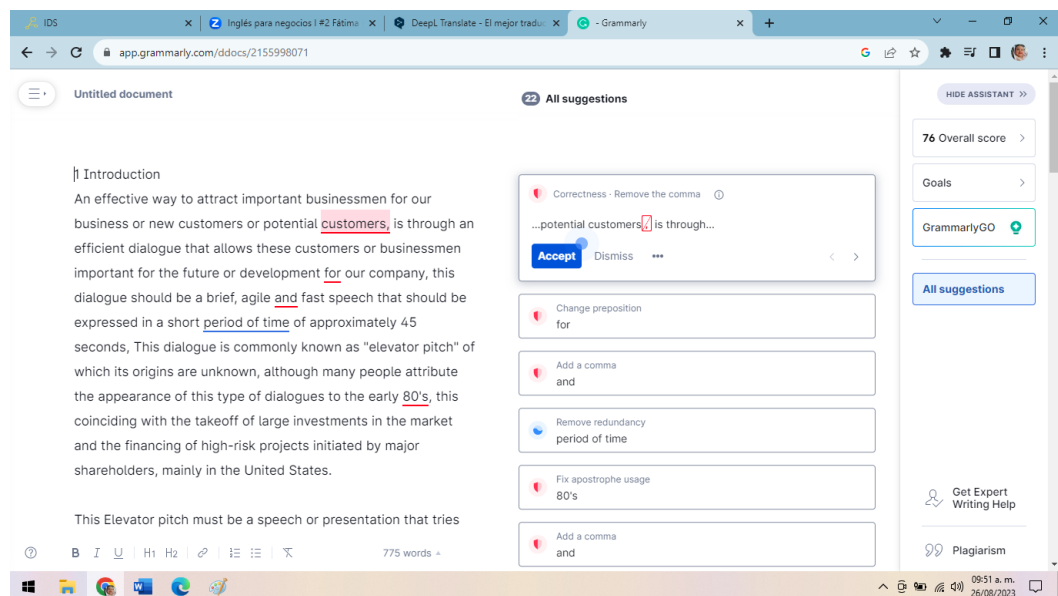 IDS
Inglés para negocios I #2 Fátima
DeepL Translate - El mejor traduc
- Grammarly
app.grammarly.com/ddocs/2155998071
Untitled document
22 All suggestions
HIDE ASSISTANT
76 Overall score
Goals
GrammarlyGO
All suggestions
Get Expert
Writing Help
Plagiarism
1 Introduction
An effective way to attract important businessmen for our
business or new customers or potential customers, is through an
efficient dialogue that allows these customers or businessmen
important for the future or development for our company, this
dialogue should be a brief, agile and fast speech that should be
expressed in a short period of time of approximately 45
seconds, This dialogue is commonly known as "elevator pitch" of
which its origins are unknown, although many people attribute
the appearance of this type of dialogues to the early 80's, this
coinciding with the takeoff of large investments in the market
and the financing of high-risk projects initiated by major
shareholders, mainly in the United States.
This Elevator pitch must be a speech or presentation that tries
Correctness · Remove the comma
...potential customers, is through...
Accept Dismiss
Change preposition
for
Add a comma
and
Remove redundancy
period of time
Fix apostrophe usage
80's
Add a comma
and
B I U H1 H2
775 words
09:51 a. m.
26/08/2023